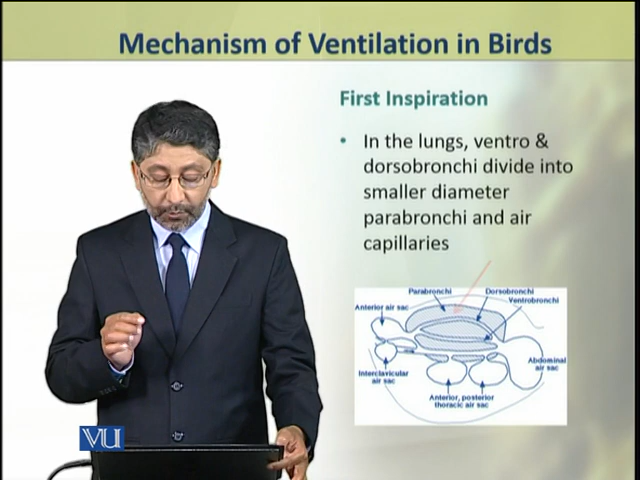 Mechanism of Ventilation in Birds
First Inspiration
• In the lungs, ventro &
dorsobronchi divide into
smaller diameter
parabronchi and air
capillaries
Parabronchi
Dorsobronchi
Ventrobronchi
Anterior air sac
Interclavicular
air sac
Abdominal
air sac
Anterior, posterior
thoracic air sac
VU